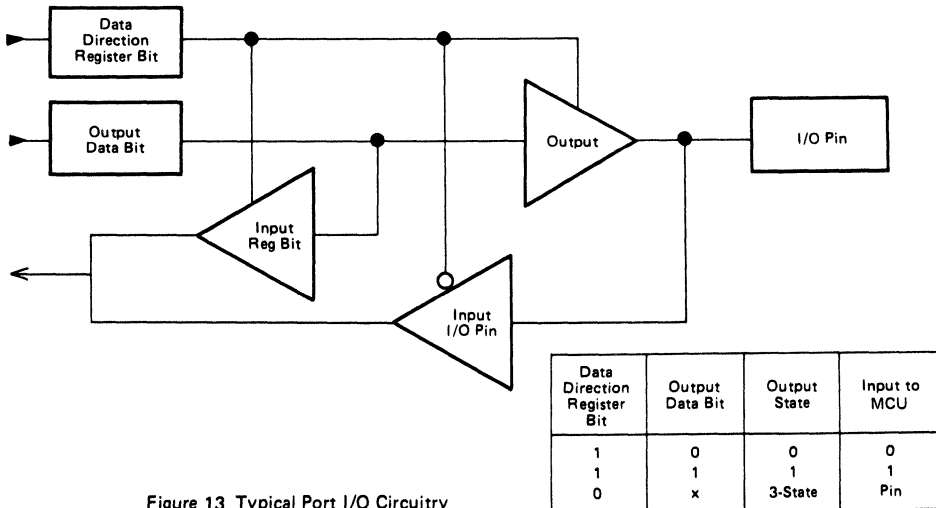 Data
Direction
Register Bit
Output
Data Bit
Output
I/O Pin
Input
Reg Bit
Input
I/O Pin
Data
Direction
Register
Bit
Output
Data Bit
Output
State
Input to
MCU
1 0 0 0
1 1 1 1
0 x 3-State Pin
Figure 13 Typical Port I/O Circuitry